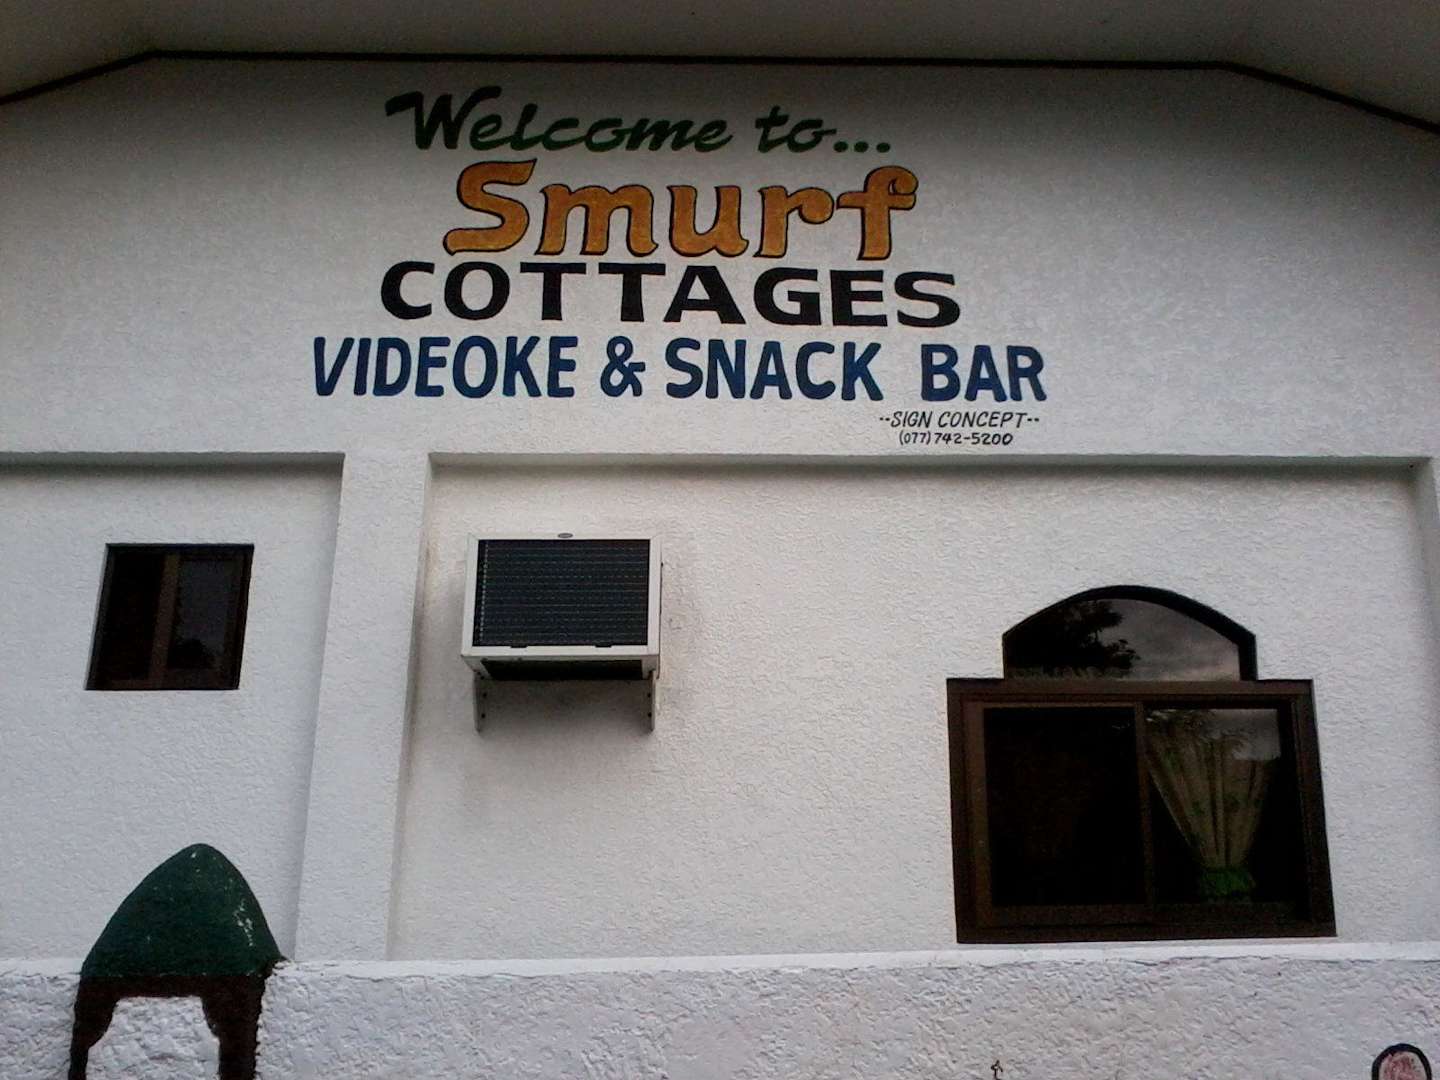 Welcome to...
Smurf
COTTAGES
VIDEOKE & SNACK BAR
--SIGN CONCEPT--
(077)742-5200